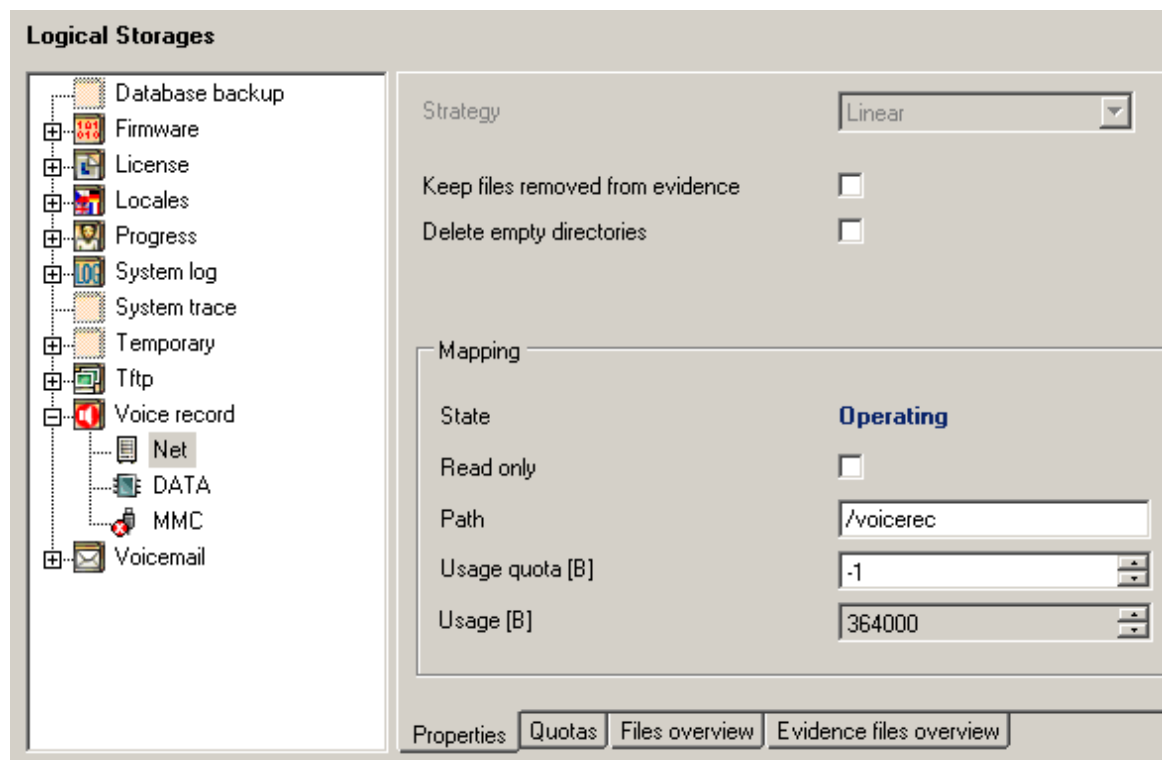 Logical Storages
Database backup
Firmware
License
Locales
Progress
LOG System log
System trace
Temporary
Tftp
Voice record
Net
DATA
MMC
Voicemail
Strategy Linear
Keep files removed from evidence
Delete empty directories
Mapping
State Operating
Read only
Path /voicerec
Usage quota [B] -1
Usage [B] 364000
Properties Quotas Files overview Evidence files overview